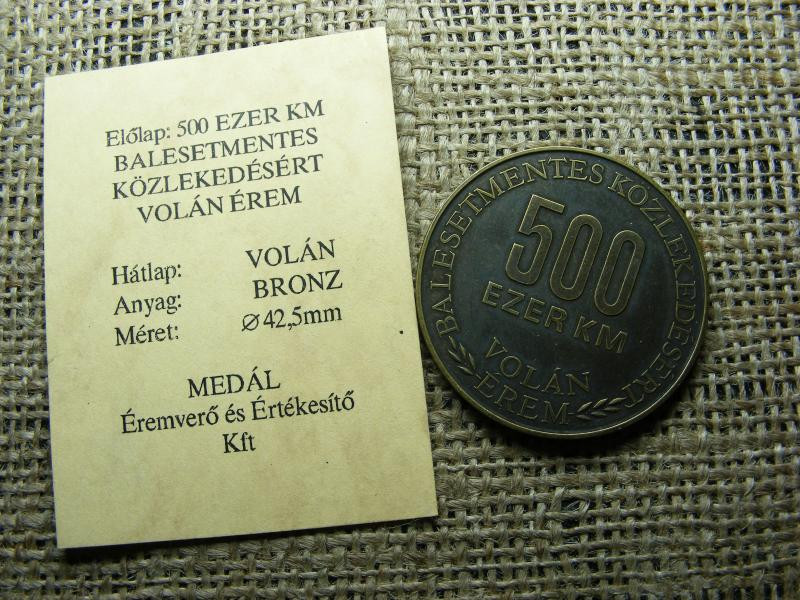 Előlap: 500 EZER KM
BALESETMENTES
KÖZLEKEDÉSÉRT
VOLÁN ÉREM
Hátlap: VOLÁN
Anyag: BRONZ
Méret: ⌀ 42,5mm
MEDÁL
Éremverő és Értékesítő
Kft
BALESETMENTES KÖZLEKEDÉSÉRT
500
EZER KM
VOLÁN
ÉREM